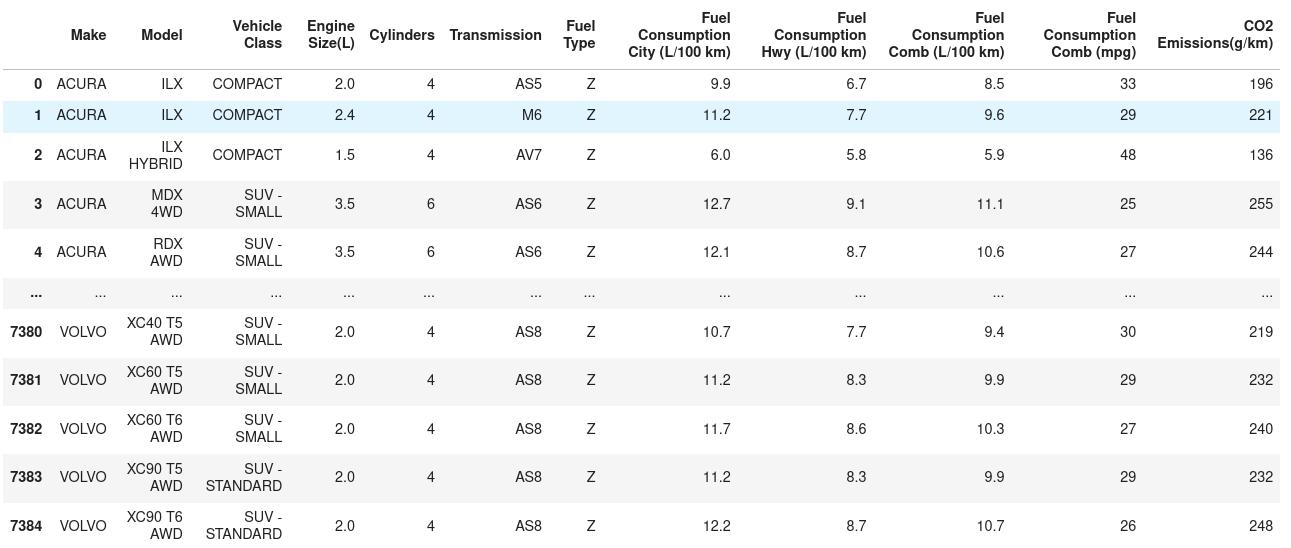 Make Model Vehicle Class Engine Size(L) Cylinders Transmission Fuel Type Fuel Consumption City (L/100 km) Fuel Consumption Hwy (L/100 km) Fuel Consumption Comb (L/100 km) Fuel Consumption Comb (mpg) CO2 Emissions(g/km)
0 ACURA ILX COMPACT 2.0 4 AS5 Z 9.9 6.7 8.5 33 196
1 ACURA ILX COMPACT 2.4 4 M6 Z 11.2 7.7 9.6 29 221
2 ACURA ILX HYBRID COMPACT 1.5 4 AV7 Z 6.0 5.8 5.9 48 136
3 ACURA MDX 4WD SUV - SMALL 3.5 6 AS6 Z 12.7 9.1 11.1 25 255
4 ACURA RDX AWD SUV - SMALL 3.5 6 AS6 Z 12.1 8.7 10.6 27 244
... ... ... ... ... ... ... ... ... ... ... ... ...
7380 VOLVO XC40 T5 AWD SUV - SMALL 2.0 4 AS8 Z 10.7 7.7 9.4 30 219
7381 VOLVO XC60 T5 AWD SUV - SMALL 2.0 4 AS8 Z 11.2 8.3 9.9 29 232
7382 VOLVO XC60 T6 AWD SUV - SMALL 2.0 4 AS8 Z 11.7 8.6 10.3 27 240
7383 VOLVO XC90 T5 AWD SUV - STANDARD 2.0 4 AS8 Z 11.2 8.3 9.9 29 232
7384 VOLVO XC90 T6 AWD SUV - STANDARD 2.0 4 AS8 Z 12.2 8.7 10.7 26 248